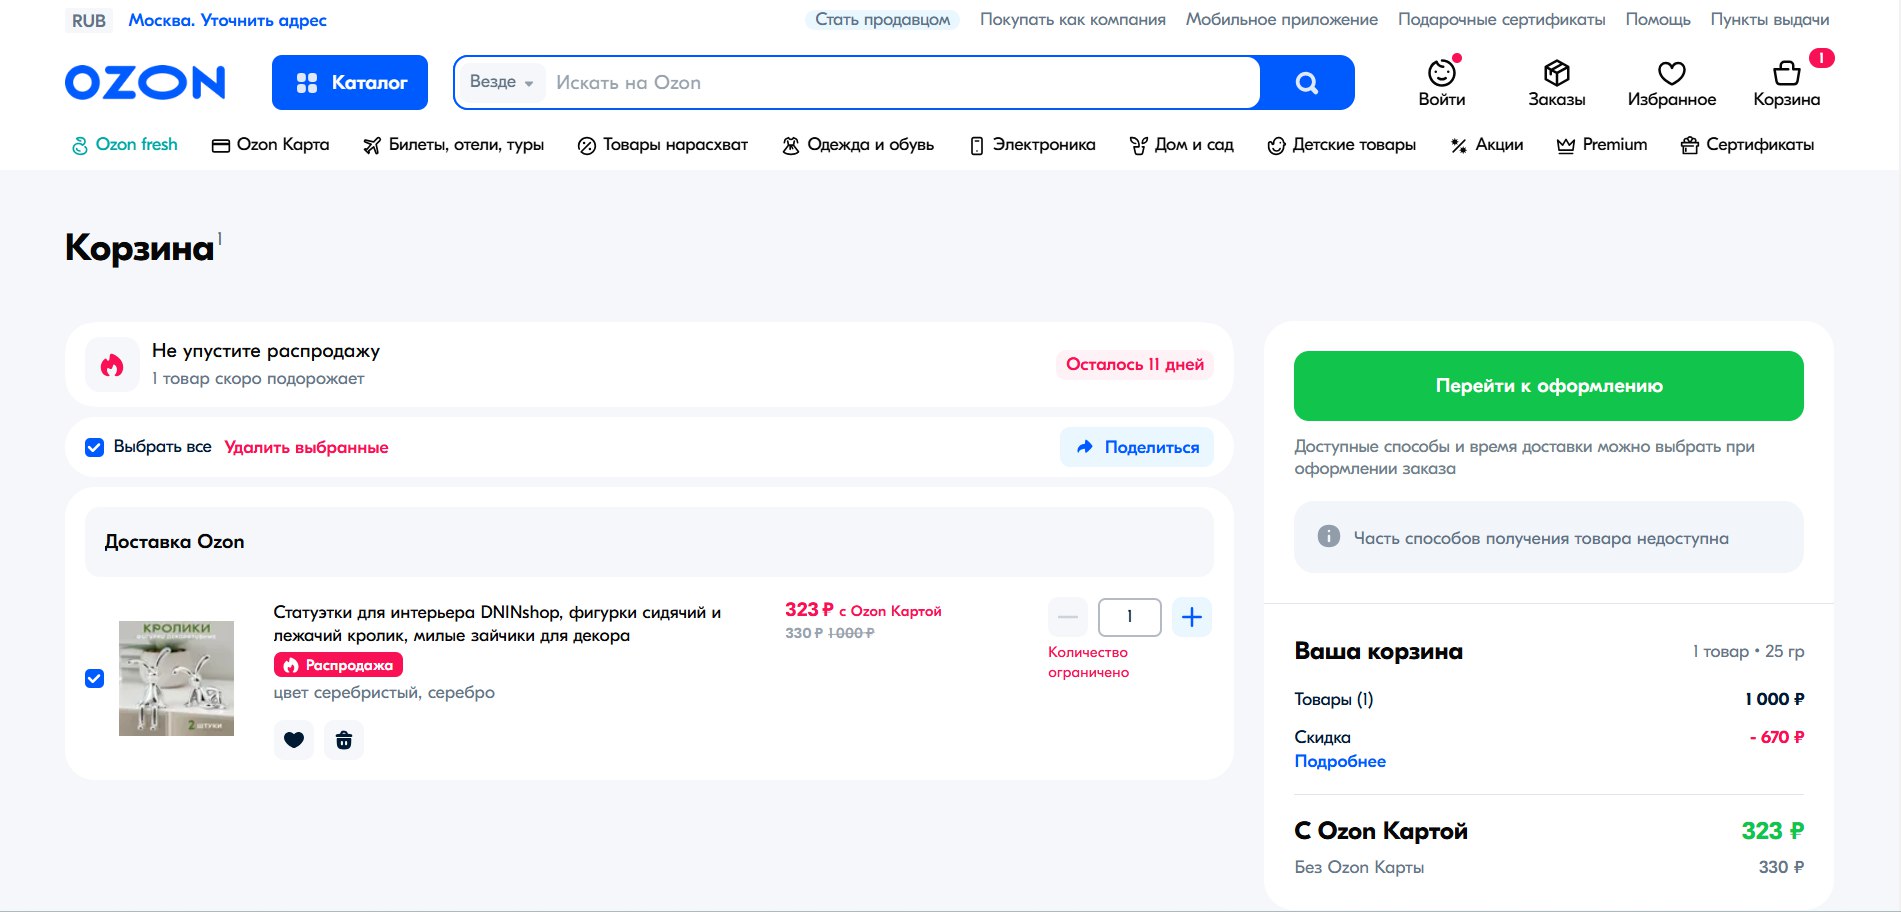 RUB Москва. Уточнить адрес Стать продавцом Покупать как компания Мобильное приложение Подарочные сертификаты Помощь Пункты выдачи
OZON Каталог Везде Искать на Ozon Войти Заказы Избранное Корзина 1
Ozon fresh Ozon Карта Билеты, отели, туры Товары нарасхват Одежда и обувь Электроника Дом и сад Детские товары Акции Premium Сертификаты
Корзина 1
Не упустите распродажу
1 товар скоро подорожает
Осталось 11 дней
Выбрать все Удалить выбранные Поделиться
Доставка Ozon
КРОЛИКИ
ФИГУРКИ ДЕКОРАТИВНЫЕ
2 ШТУКИ
Статуэтки для интерьера DNINshop, фигурки сидячий и
лежачий кролик, милые зайчики для декора
Распродажа
цвет серебристый, серебро
323 ₽ с Ozon Картой
330 ₽ 1 000 ₽
1
Количество
ограничено
Перейти к оформлению
Доступные способы и время доставки можно выбрать при
оформлении заказа
Часть способов получения товара недоступна
Ваша корзина 1 товар • 25 гр
Товары (1) 1 000 ₽
Скидка - 670 ₽
Подробнее
С Ozon Картой 323 ₽
Без Ozon Карты 330 ₽